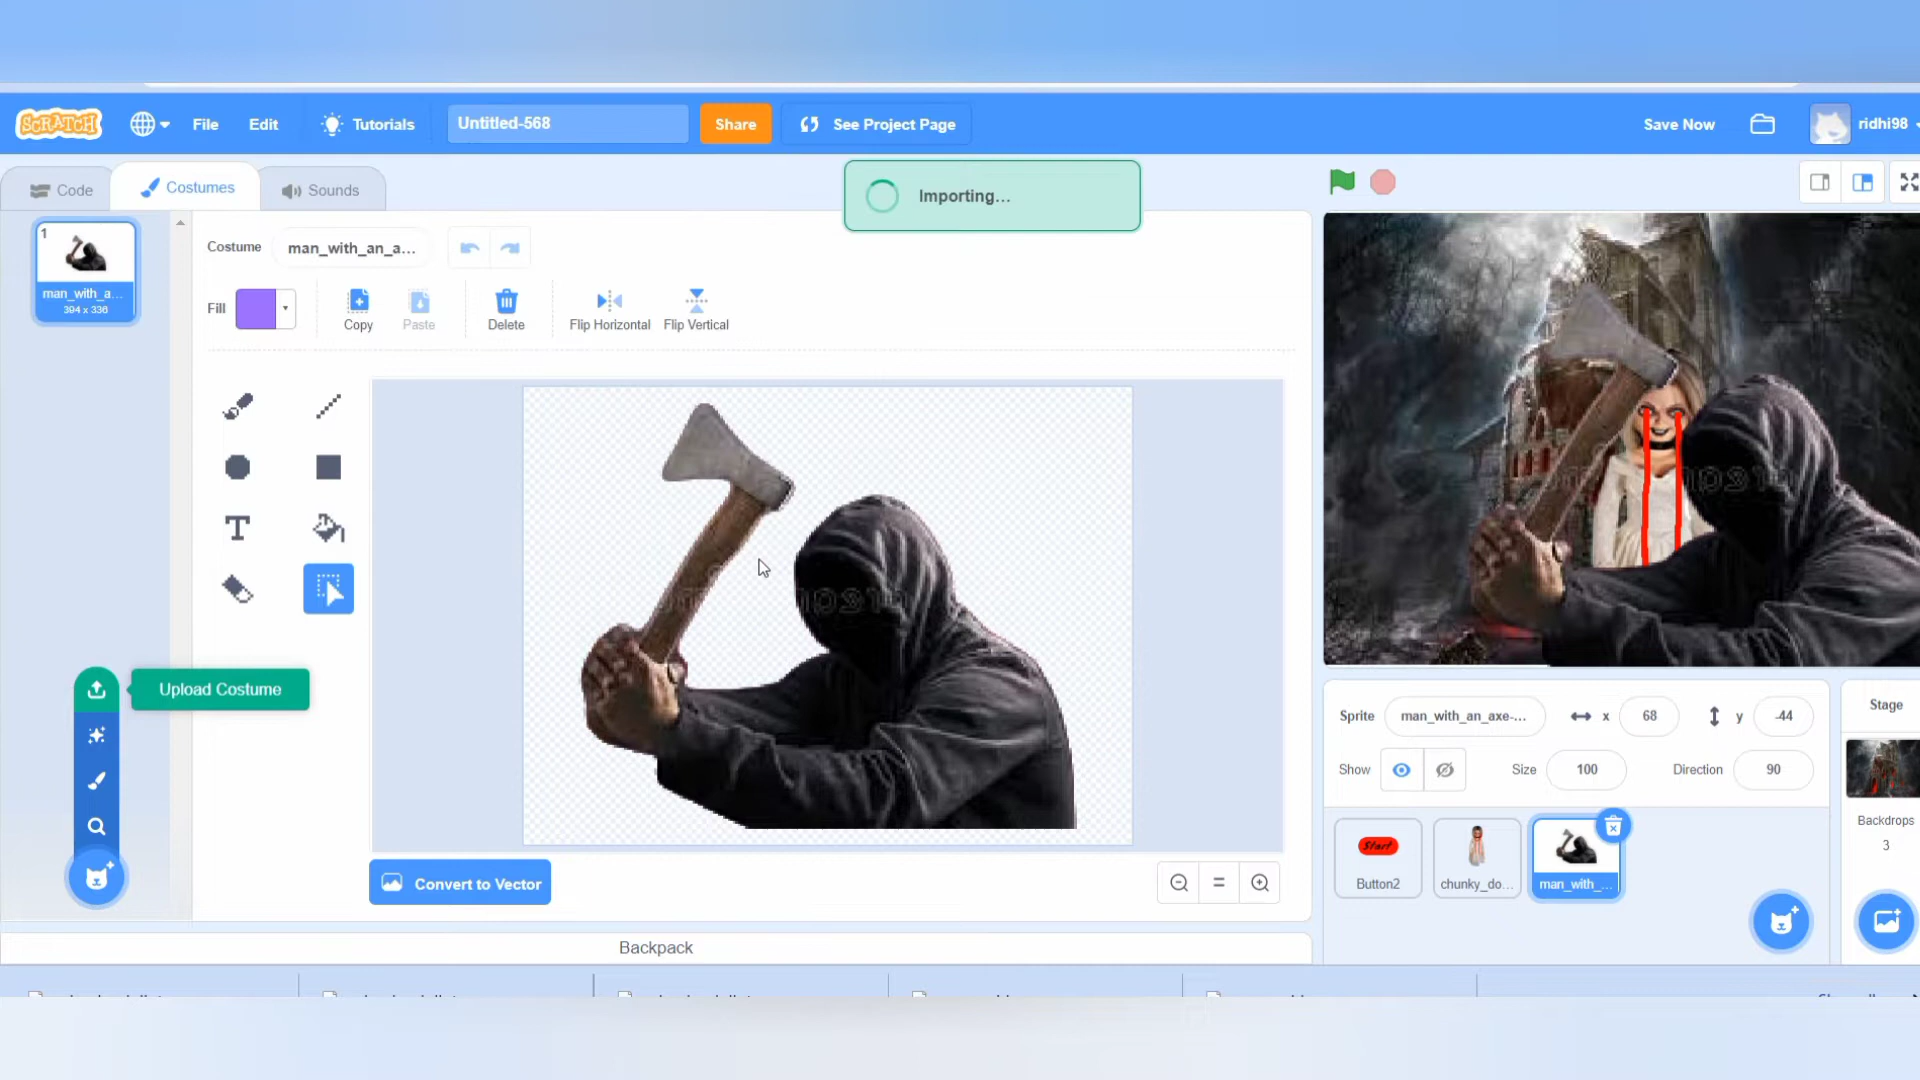 SCRATCH
File
Edit
Tutorials
Untitled-568
Share
See Project Page
Save Now
ridhi98
Code
Costumes
Sounds
Importing...
1
man_with_a...
394 x 336
Costume
man_with_an_a...
Fill
Copy
Paste
Delete
Flip Horizontal
Flip Vertical
T
Upload Costume
Convert to Vector
Backpack
Sprite
man_with_an_axe-...
x
68
y
-44
Show
Size
100
Direction
90
Start
Button2
chunky_do...
man_with_...
Stage
Backdrops
3